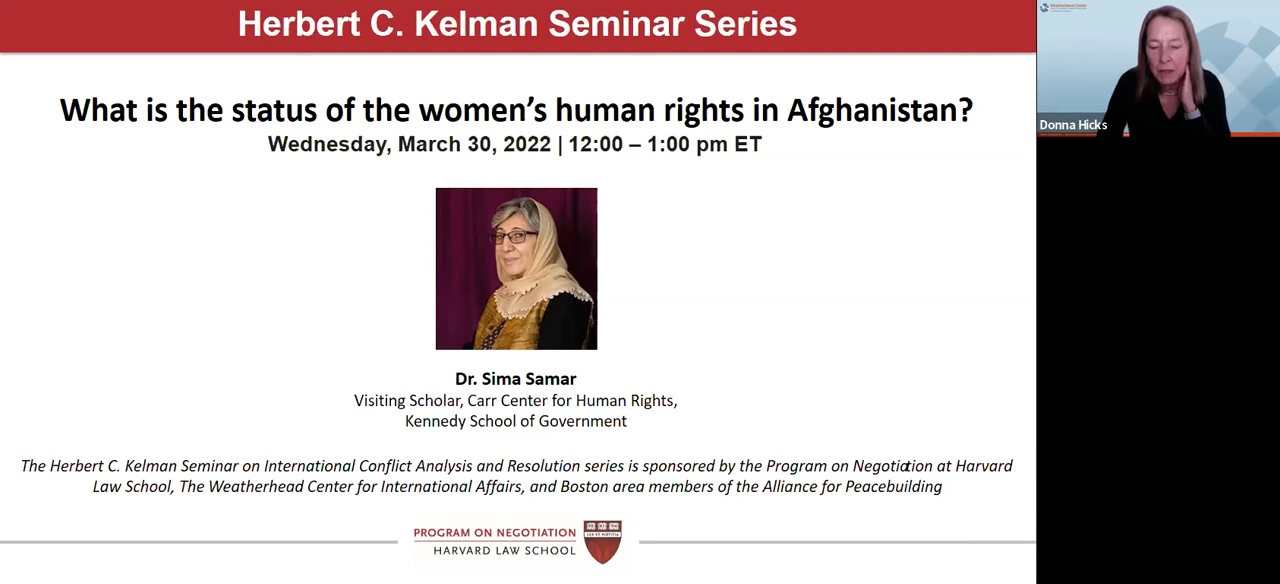 Herbert C. Kelman Seminar Series
What is the status of the women's human rights in Afghanistan?
Wednesday, March 30, 2022 | 12:00 – 1:00 pm ET
Dr. Sima Samar
Visiting Scholar, Carr Center for Human Rights,
Kennedy School of Government
The Herbert C. Kelman Seminar on International Conflict Analysis and Resolution series is sponsored by the Program on Negotiation at Harvard
Law School, The Weatherhead Center for International Affairs, and Boston area members of the Alliance for Peacebuilding
PROGRAM ON NEGOTIATION
HARVARD LAW SCHOOL
Weatherhead Center
Donna Hicks